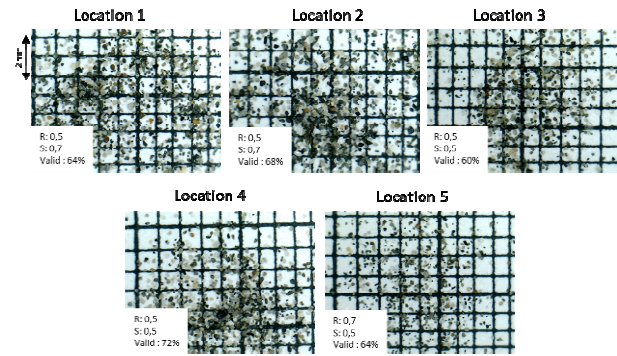 Location 1
Location 2
Location 3
2 mm
R: 0,5
S: 0,7
Valid : 64%
R: 0,5
S: 0,7
Valid : 68%
R: 0,5
S: 0,5
Valid : 60%
Location 4
Location 5
R: 0,5
S: 0,5
Valid : 72%
R: 0,7
S: 0,5
Valid : 64%